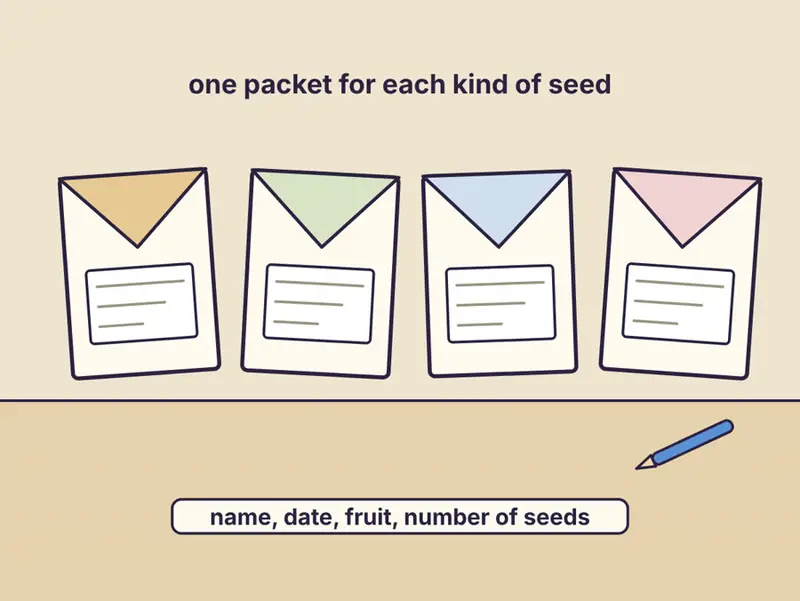 one packet for each kind of seed
name, date, fruit, number of seeds